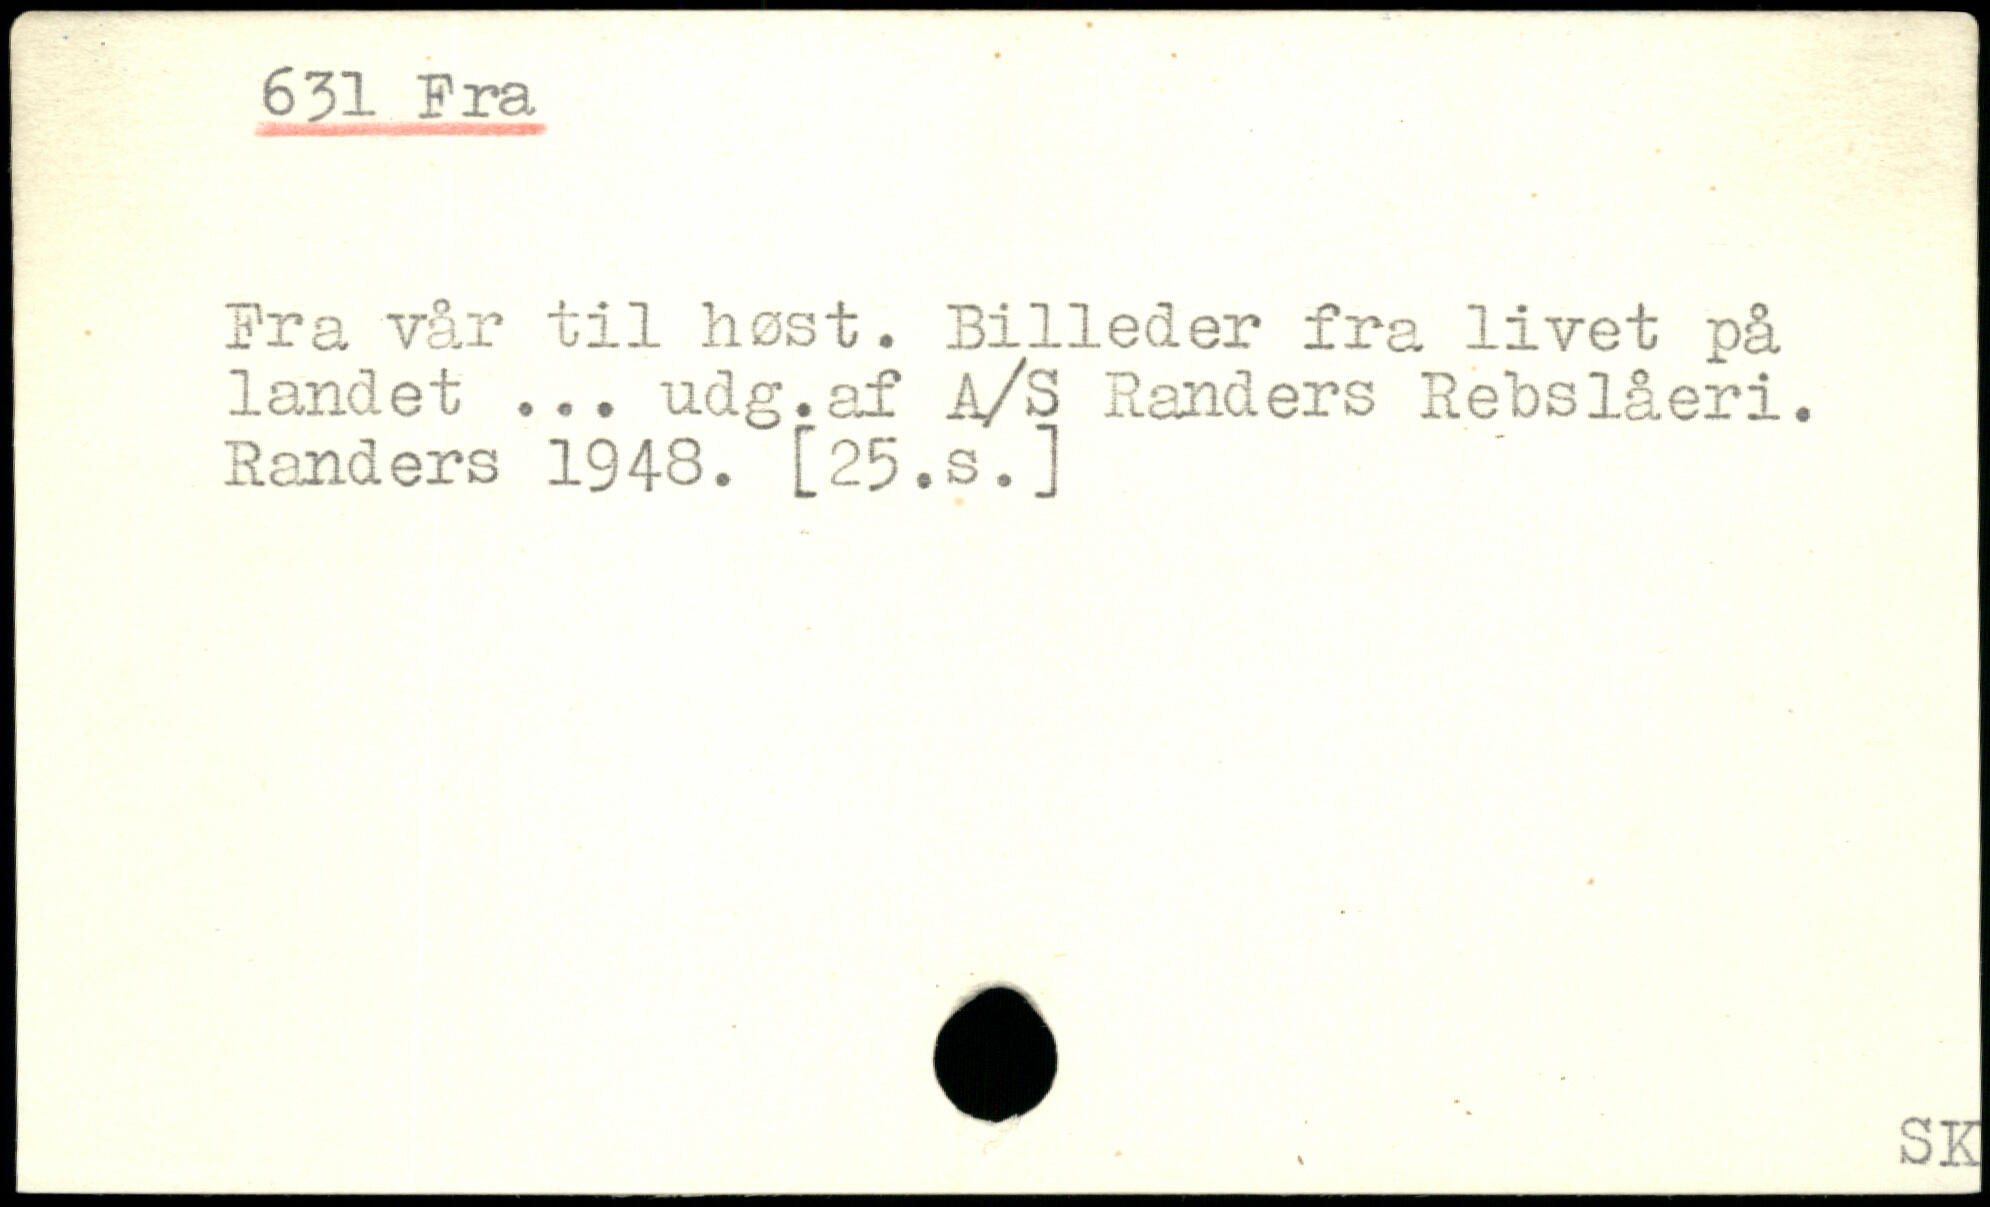 631 Fra
Fra vår til høst. Billeder fra livet på
landet ... udg.af A/S Randers Rebslåeri.
Randers 1948. [25.s.]
SK